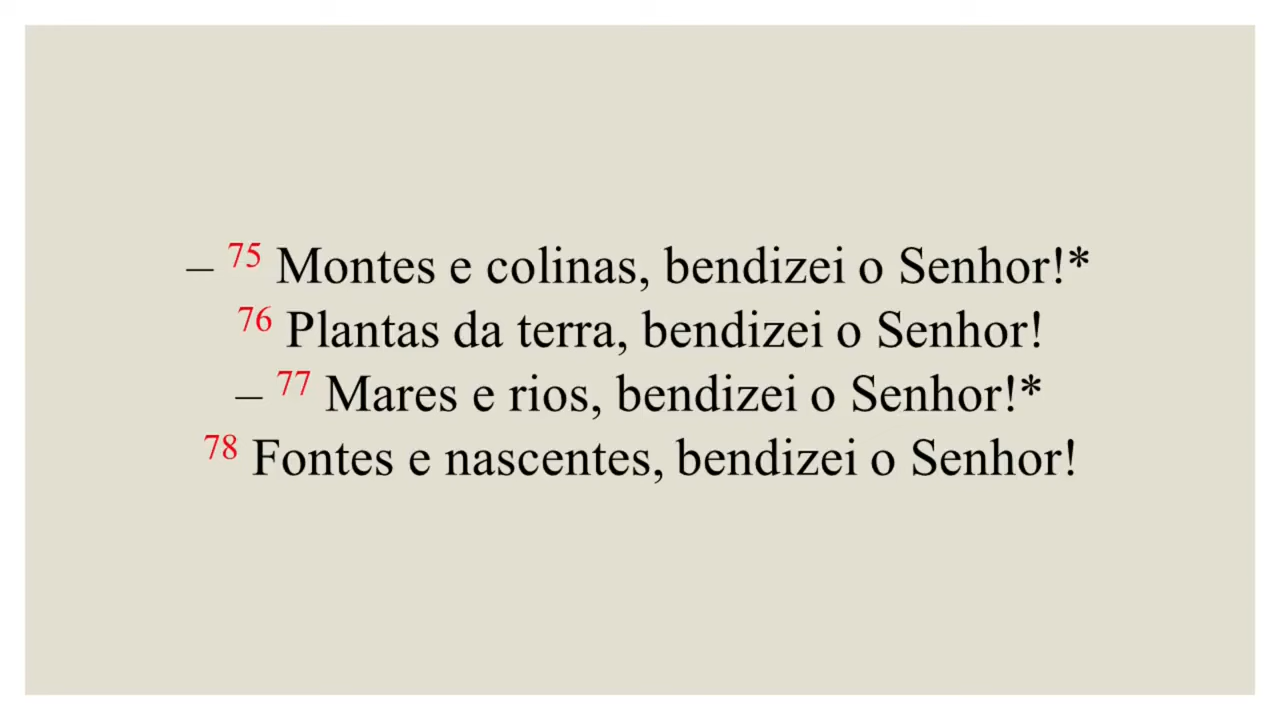 – 75 Montes e colinas, bendizei o Senhor!*
76 Plantas da terra, bendizei o Senhor!
– 77 Mares e rios, bendizei o Senhor!*
78 Fontes e nascentes, bendizei o Senhor!